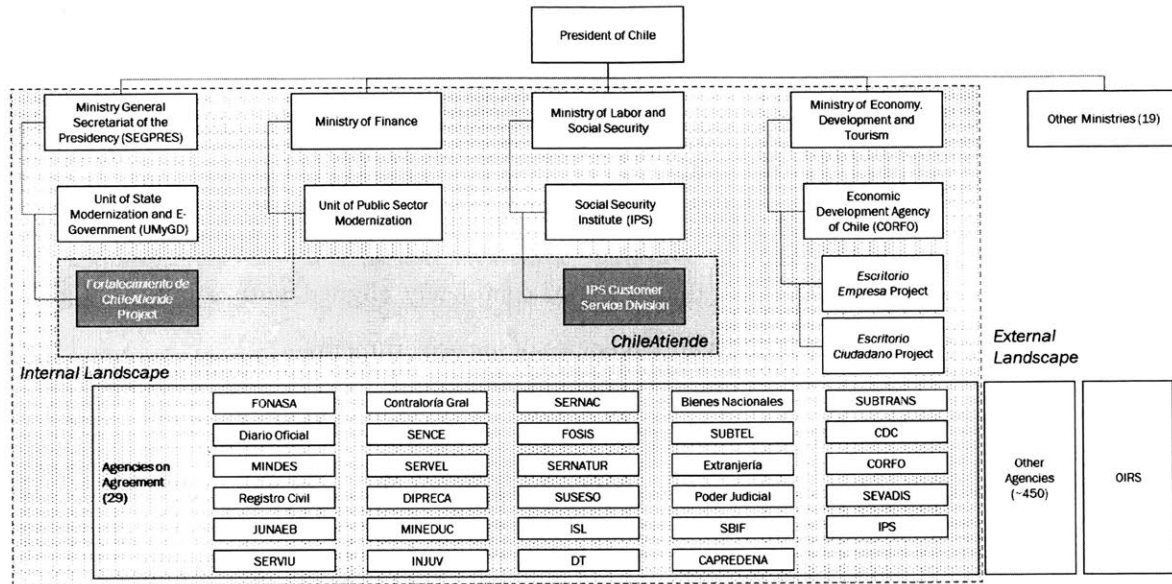 President of Chile
Ministry General
Secretariat of the
Presidency (SEGPRES)
Ministry of Finance
Ministry of Labor and
Social Security
Ministry of Economy,
Development and
Tourism
Other Ministries (19)
Unit of State
Modernization and E-
Government (UMyGD)
Unit of Public Sector
Modernization
Social Security
Institute (IPS)
Economic
Development Agency
of Chile (CORFO)
Fortalecimiento de
ChileAtiende
Project
IPS Customer
Service Division
Escritorio
Empresa Project
ChileAtiende
Escritorio
Ciudadano Project
External
Landscape
Internal Landscape
Agencies on
Agreement
(29)
FONASA
Contraloría Gral
SERNAC
Bienes Nacionales
SUBTRANS
Diario Oficial
SENCE
FOSIS
SUBTEL
CDC
MINDES
SERVEL
SERNATUR
Extranjería
CORFO
Registro Civil
DIPRECA
SUSESO
Poder Judicial
SEVADIS
JUNAEB
MINEDUC
ISL
SBIF
IPS
SERVIU
INJUV
DT
CAPREDENA
Other
Agencies
(~450)
OIRS